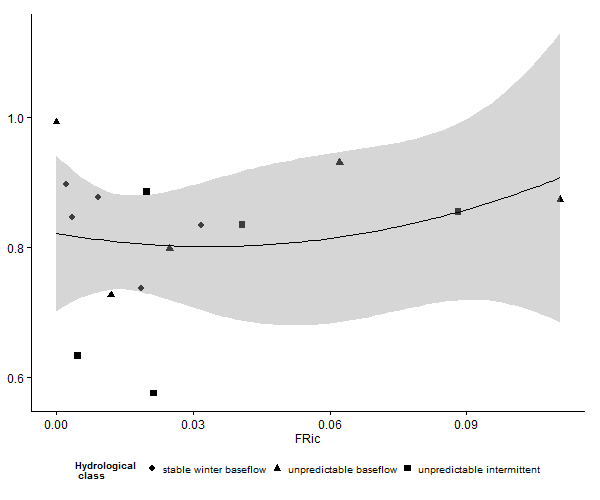 1.0
0.8
0.6
0.00 0.03 0.06 0.09
FRic
Hydrological
class
stable winter baseflow unpredictable baseflow unpredictable intermittent